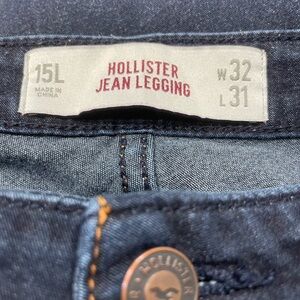 15L
MADE IN
CHINA
HOLLISTER
JEAN LEGGING
W 32
L 31
HOLLISTER